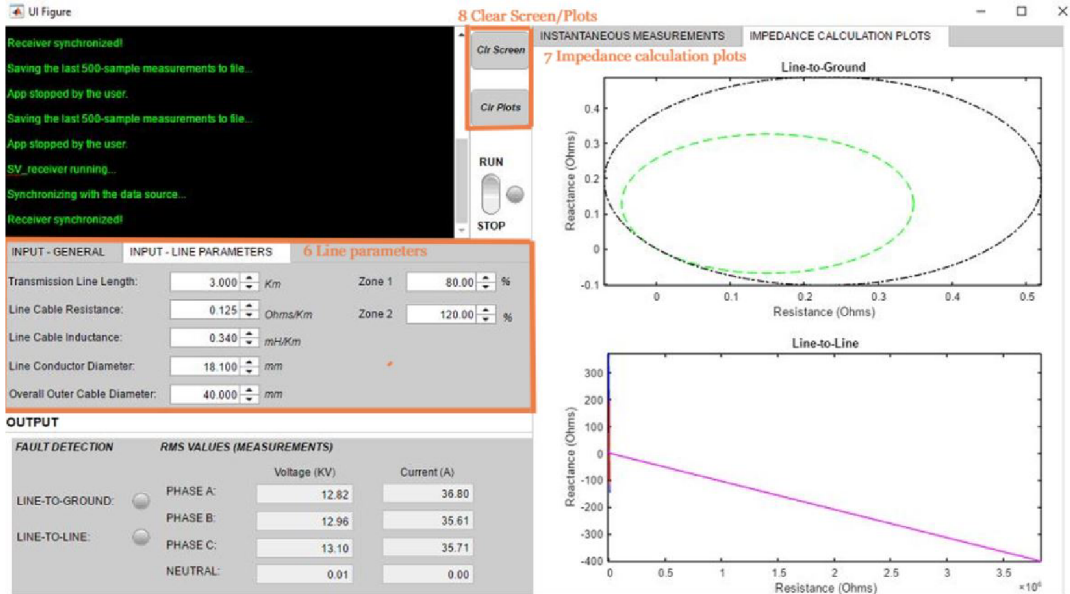 UI Figure
8 Clear Screen/Plots
Receiver synchronized!
Saving the last 500-sample measurements to file...
App stopped by the user.
Saving the last 500-sample measurements to file...
App stopped by the user.
SV_receiver running...
Synchronizing with the data source...
Receiver synchronized!
Clr Screen
Clr Plots
RUN
STOP
INPUT - GENERAL
INPUT - LINE PARAMETERS
6 Line parameters
Transmission Line Length: 3.000 Km
Zone 1 80.00 %
Line Cable Resistance: 0.125 Ohms/Km
Zone 2 120.00 %
Line Cable Inductance: 0.340 mH/Km
Line Conductor Diameter: 18.100 mm
Overall Outer Cable Diameter: 40.000 mm
OUTPUT
FAULT DETECTION
LINE-TO-GROUND:
LINE-TO-LINE:
RMS VALUES (MEASUREMENTS)
Voltage (KV) Current (A)
PHASE A: 12.82 36.80
PHASE B: 12.96 35.61
PHASE C: 13.10 35.71
NEUTRAL: 0.01 0.00
INSTANTANEOUS MEASUREMENTS
IMPEDANCE CALCULATION PLOTS
7 Impedance calculation plots
Line-to-Ground
Reactance (Ohms)
0.4
0.3
0.2
0.1
0
-0.1
0 0.1 0.2 0.3 0.4 0.5
Resistance (Ohms)
Line-to-Line
Reactance (Ohms)
300
200
100
0
-100
-200
-300
-400
0 0.5 1 1.5 2 2.5 3 3.5
×10⁶
Resistance (Ohms)